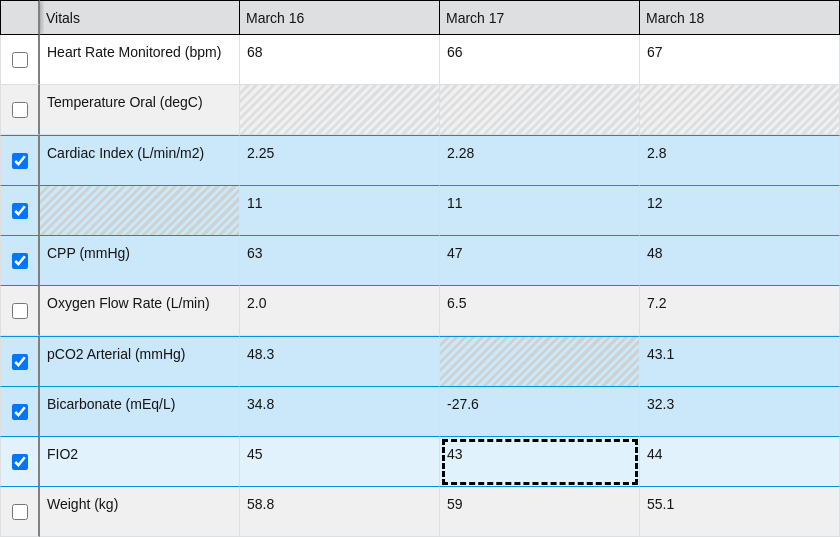 Vitals March 16 March 17 March 18
Heart Rate Monitored (bpm) 68 66 67
Temperature Oral (degC)
Cardiac Index (L/min/m2) 2.25 2.28 2.8
11 11 12
CPP (mmHg) 63 47 48
Oxygen Flow Rate (L/min) 2.0 6.5 7.2
pCO2 Arterial (mmHg) 48.3 43.1
Bicarbonate (mEq/L) 34.8 -27.6 32.3
FIO2 45 43 44
Weight (kg) 58.8 59 55.1